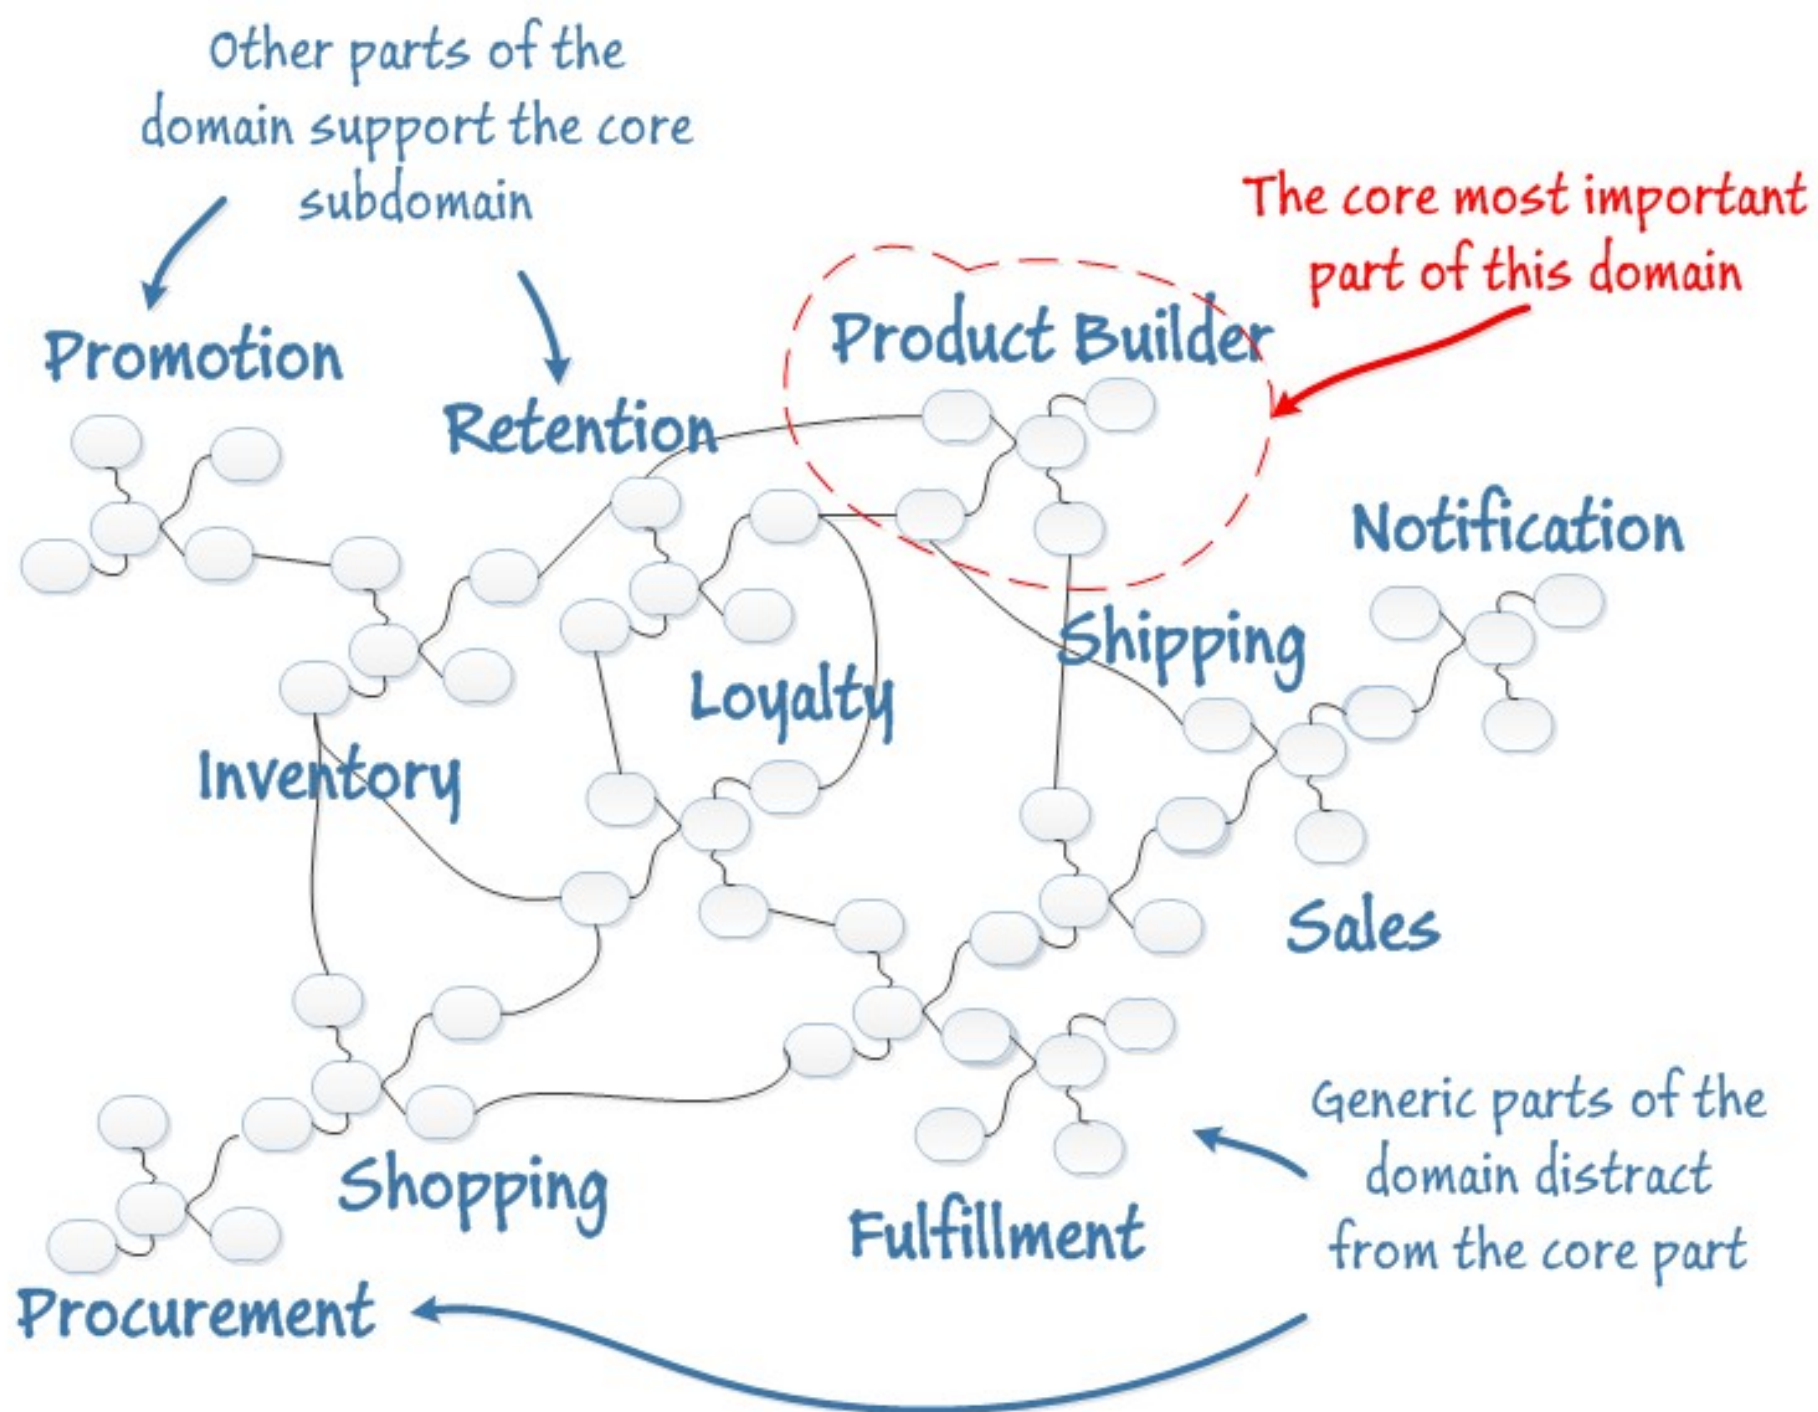 Other parts of the
domain support the core
subdomain
The core most important
part of this domain
Promotion
Retention
Product Builder
Notification
Shipping
Loyalty
Inventory
Sales
Shopping
Fulfillment
Procurement
Generic parts of the
domain distract
from the core part